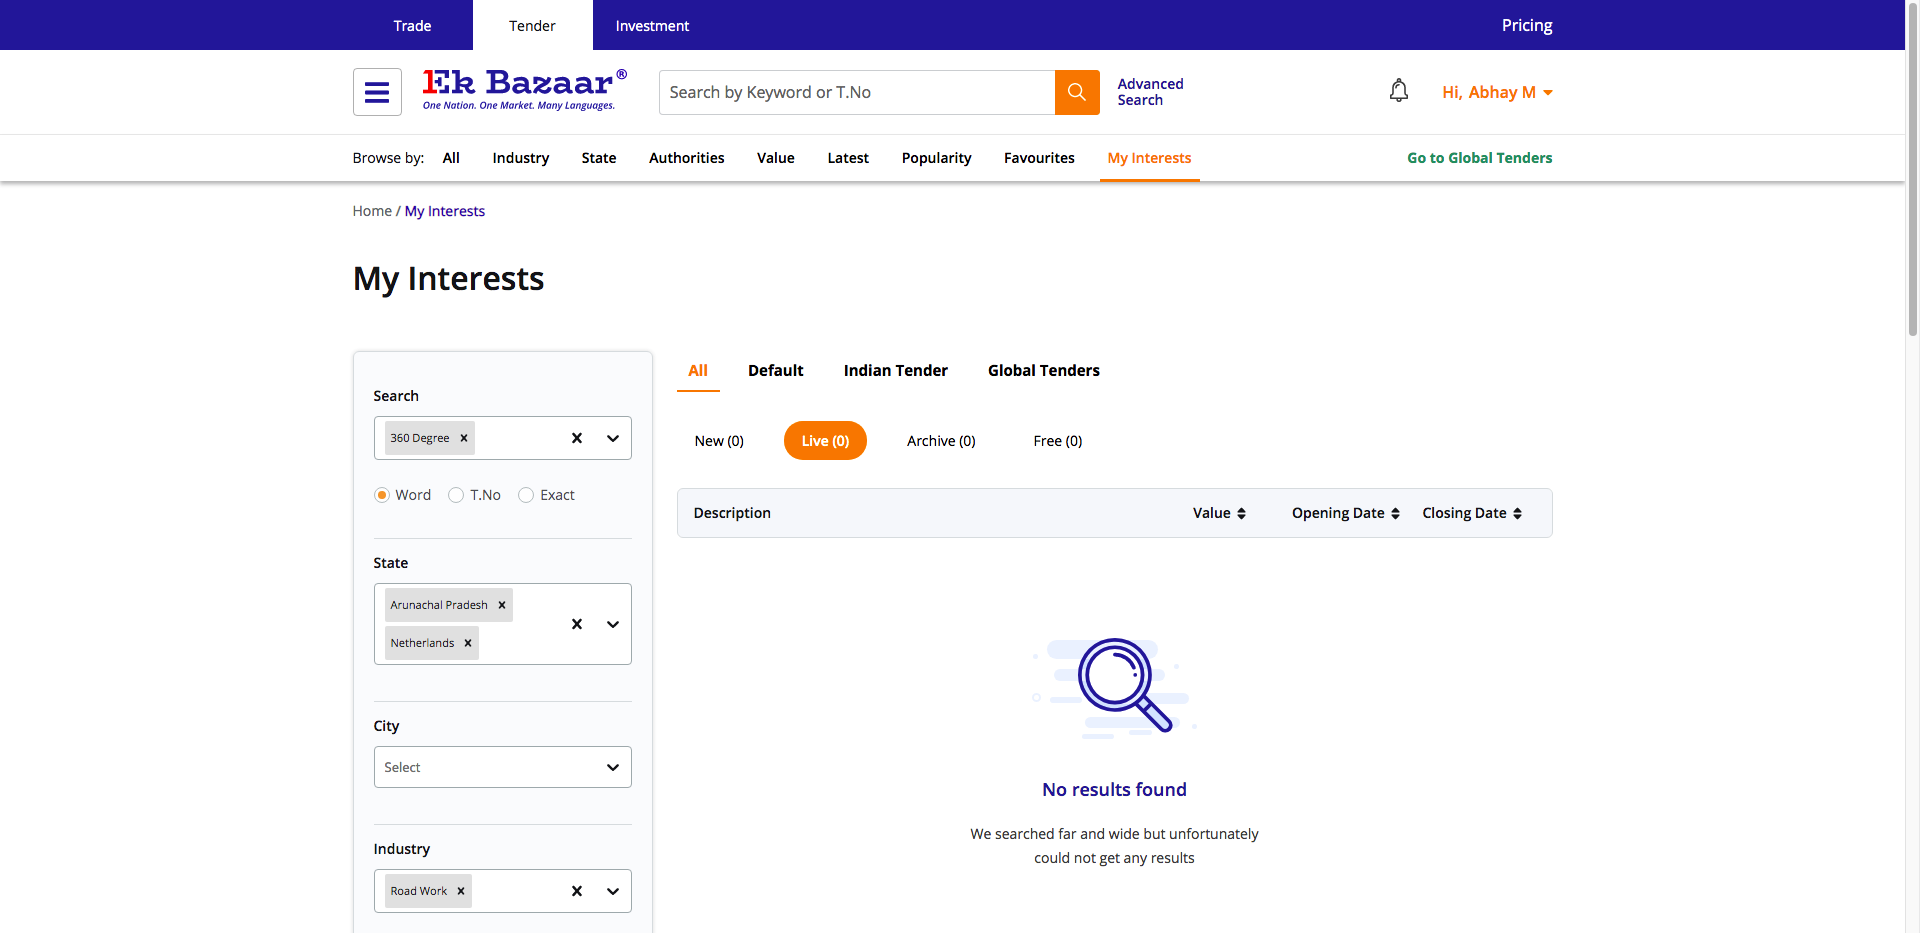 Trade
Tender
Investment
Pricing
1Ek Bazaar®
One Nation. One Market. Many Languages.
Search by Keyword or T.No
Advanced
Search
Hi, Abhay M
Browse by:
All
Industry
State
Authorities
Value
Latest
Popularity
Favourites
My Interests
Go to Global Tenders
Home / My Interests
My Interests
Search
360 Degree
Word
T.No
Exact
State
Arunachal Pradesh
Netherlands
City
Select
Industry
Road Work
All
Default
Indian Tender
Global Tenders
New (0)
Live (0)
Archive (0)
Free (0)
Description
Value
Opening Date
Closing Date
No results found
We searched far and wide but unfortunately
could not get any results